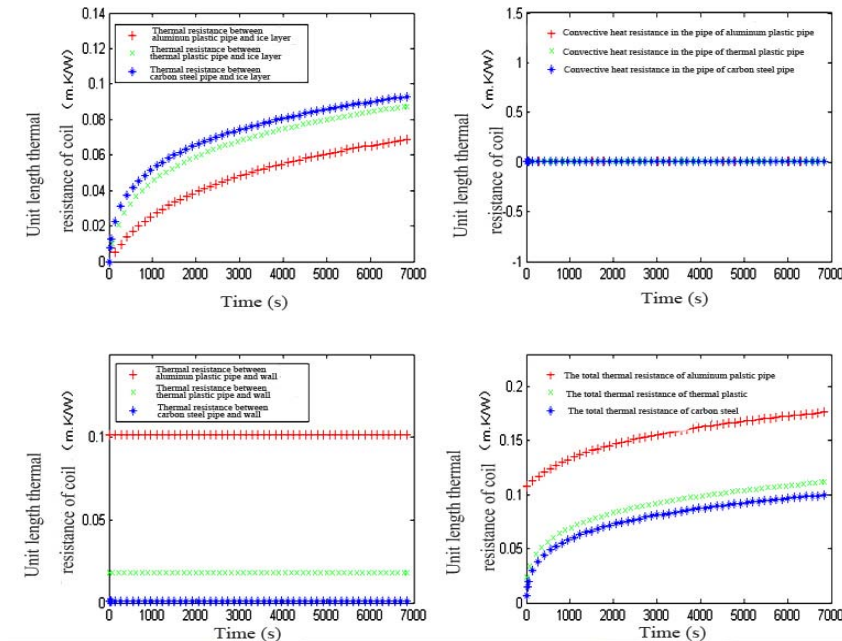 0.14
0.12
0.1
0.08
0.06
0.04
0.02
0
Thermal resistance between
aluminun plastic pipe and ice layer
Thermal resistance between
thermal plastic pipe and ice layer
Thermal resistance between
carbon steel pipe and ice layer
Unit length thermal
resistance of coil (m.K/W)
0 1000 2000 3000 4000 5000 6000 7000
Time (s)
1.5
1
0.5
0
-0.5
-1
Convective heat resistance in the pipe of aluminum plastic pipe
Convective heat resistance in the pipe of thermal plastic pipe
Convective heat resistance in the pipe of carbon steel pipe
Unit length thermal
resistance of coil (m.K/W)
0 1000 2000 3000 4000 5000 6000 7000
Time (s)
0.1
0.05
0
Thermal resistance between
aluminun plastic pipe and wall
Thermal resistance between
thermal plastic pipe and wall
Thermal resistance between
carbon steel pipe and wall
Unit length thermal
resistance of coil (m.K/W)
0 1000 2000 3000 4000 5000 6000 7000
Time (s)
0.2
0.15
0.1
0.05
0
The total thermal resistance of aluminum palstic pipe
The total thermal resistance of thermal plastic
The total thermal resistance of carbon steel
Unit length thermal
resistance of coil (m.K/W)
0 1000 2000 3000 4000 5000 6000 7000
Time (s)